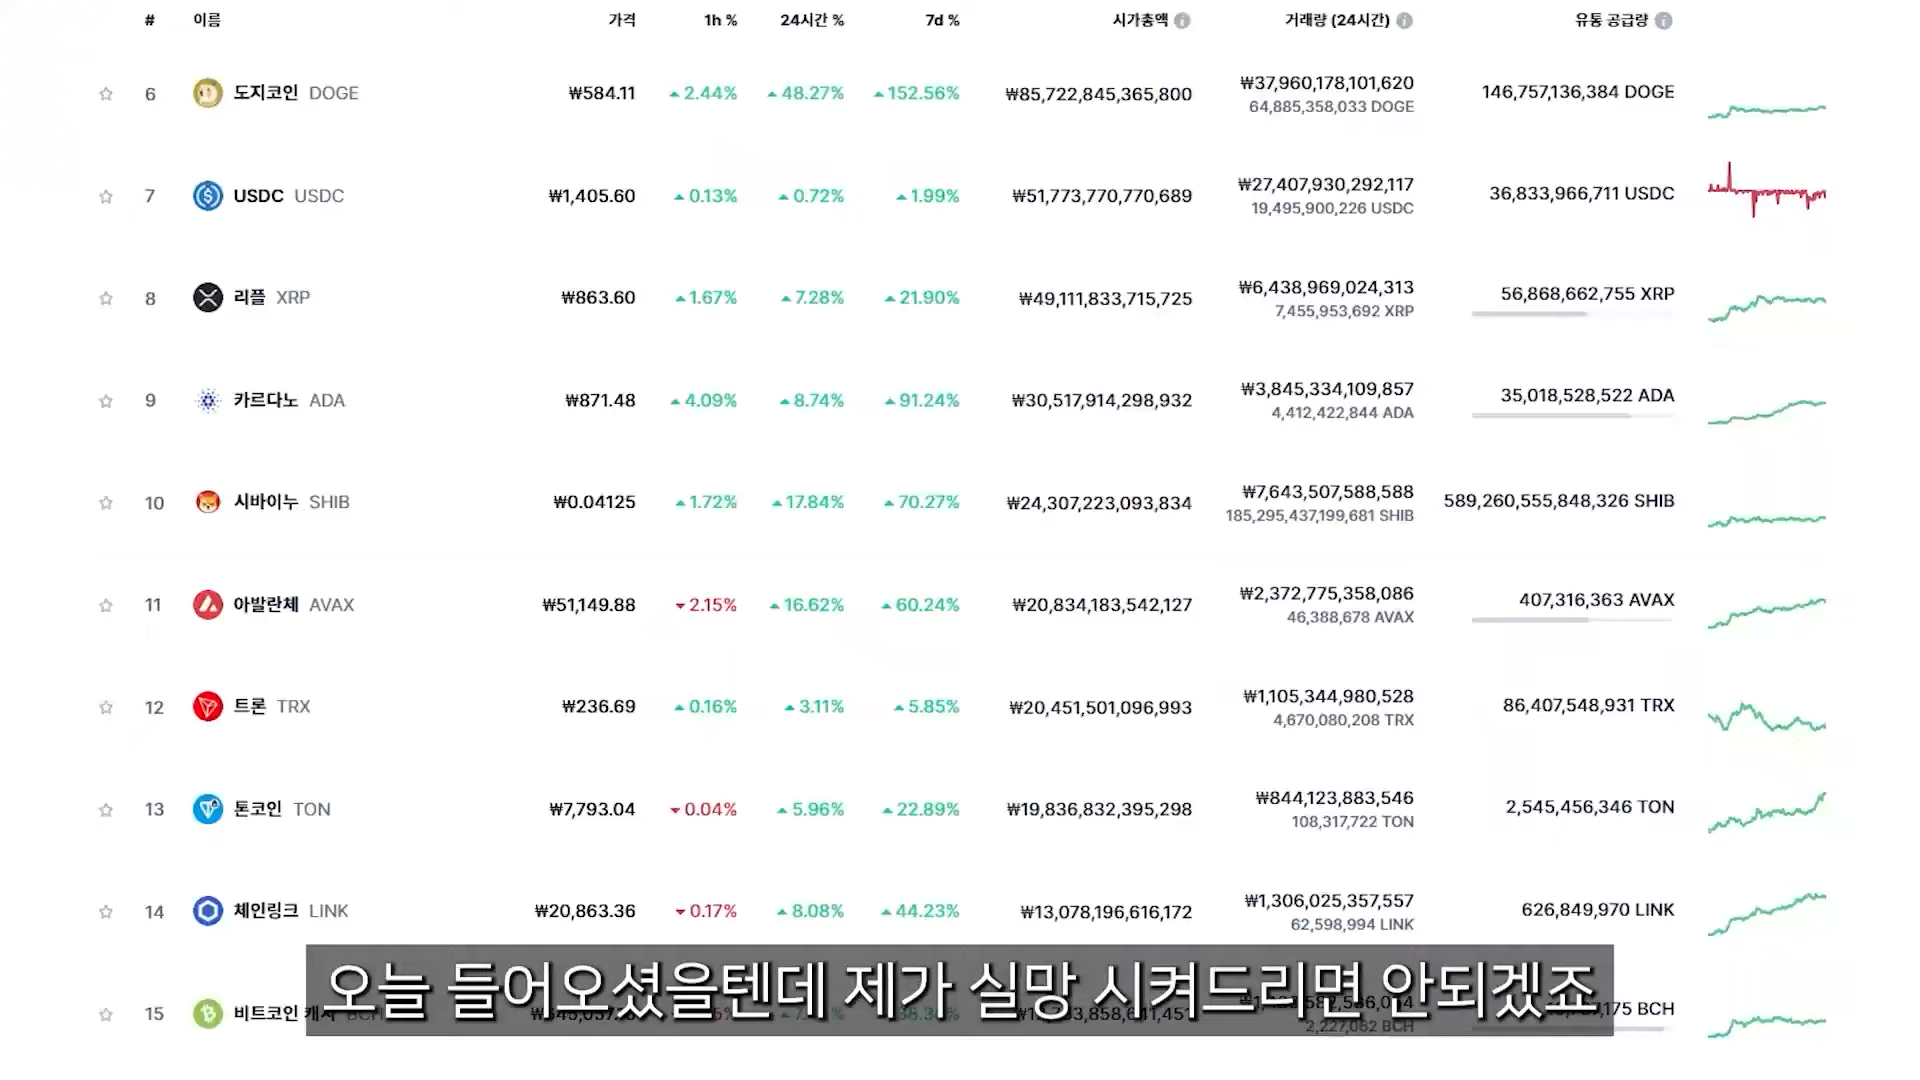 # 이름 가격 1h % 24시간 % 7d % 시가총액 거래량 (24시간) 유통 공급량
6 도지코인 DOGE ₩584.11 2.44% 48.27% 152.56% ₩85,722,845,365,800 ₩37,960,178,101,620 146,757,136,384 DOGE
64,885,358,033 DOGE
7 USDC USDC ₩1,405.60 0.13% 0.72% 1.99% ₩51,773,770,770,689 ₩27,407,930,292,117 36,833,966,711 USDC
19,495,900,226 USDC
8 리플 XRP ₩863.60 1.67% 7.28% 21.90% ₩49,111,833,715,725 ₩6,438,969,024,313 56,868,662,755 XRP
7,455,953,692 XRP
9 카르다노 ADA ₩871.48 4.09% 8.74% 91.24% ₩30,517,914,298,932 ₩3,845,334,109,857 35,018,528,522 ADA
4,412,422,844 ADA
10 시바이누 SHIB ₩0.04125 1.72% 17.84% 70.27% ₩24,307,223,093,834 ₩7,643,507,588,588 589,260,555,848,326 SHIB
185,295,437,199,681 SHIB
11 아발란체 AVAX ₩51,149.88 2.15% 16.62% 60.24% ₩20,834,183,542,127 ₩2,372,775,358,086 407,316,363 AVAX
46,388,678 AVAX
12 트론 TRX ₩236.69 0.16% 3.11% 5.85% ₩20,451,501,096,993 ₩1,105,344,980,528 86,407,548,931 TRX
4,670,080,208 TRX
13 톤코인 TON ₩7,793.04 0.04% 5.96% 22.89% ₩19,836,832,395,298 ₩844,123,883,546 2,545,456,346 TON
108,317,722 TON
14 체인링크 LINK ₩20,863.36 0.17% 8.08% 44.23% ₩13,078,196,616,172 ₩1,306,025,357,557 626,849,970 LINK
62,598,994 LINK
오늘 들어오셨을텐데 제가 실망 시켜드리면 안되겠죠
15 비트코인 캐시 BCH BCH
2,227,062 BCH